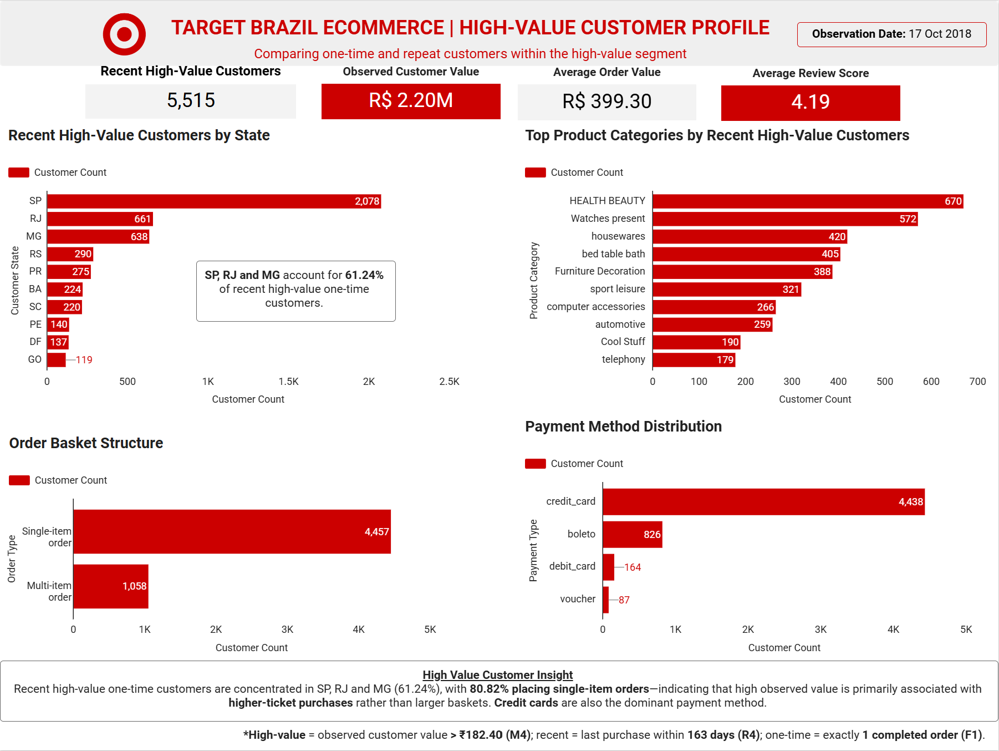 TARGET BRAZIL ECOMMERCE | HIGH-VALUE CUSTOMER PROFILE
Comparing one-time and repeat customers within the high-value segment
Observation Date: 17 Oct 2018
Recent High-Value Customers
5,515
Observed Customer Value
R$ 2.20M
Average Order Value
R$ 399.30
Average Review Score
4.19
Recent High-Value Customers by State
Customer Count
Customer State
SP 2,078
RJ 661
MG 638
RS 290
PR 275
BA 224
SC 220
PE 140
DF 137
GO 119
0 500 1K 1.5K 2K 2.5K
Customer Count
SP, RJ and MG account for 61.24%
of recent high-value one-time
customers.
Top Product Categories by Recent High-Value Customers
Customer Count
Product Category
HEALTH BEAUTY 670
Watches present 572
housewares 420
bed table bath 405
Furniture Decoration 388
sport leisure 321
computer accessories 266
automotive 259
Cool Stuff 190
telephony 179
0 100 200 300 400 500 600 700
Customer Count
Order Basket Structure
Customer Count
Order Type
Single-item
order
4,457
Multi-item
order
1,058
0 1K 2K 3K 4K 5K
Customer Count
Payment Method Distribution
Customer Count
Payment Type
credit_card 4,438
boleto 826
debit_card 164
voucher 87
0 1K 2K 3K 4K 5K
Customer Count
High Value Customer Insight
Recent high-value one-time customers are concentrated in SP, RJ and MG (61.24%), with 80.82% placing single-item orders—indicating that high observed value is primarily associated with
higher-ticket purchases rather than larger baskets. Credit cards are also the dominant payment method.
*High-value = observed customer value > ₹182.40 (M4); recent = last purchase within 163 days (R4); one-time = exactly 1 completed order (F1).